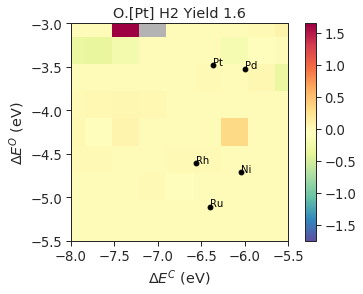 O.[Pt] H2 Yield 1.6
−3.0
−3.5
−4.0
−4.5
−5.0
−5.5
ΔE^O (eV)
Pt
Pd
Rh
Ni
Ru
−8.0 −7.5 −7.0 −6.5 −6.0 −5.5
ΔE^C (eV)
1.5
1.0
0.5
0.0
−0.5
−1.0
−1.5